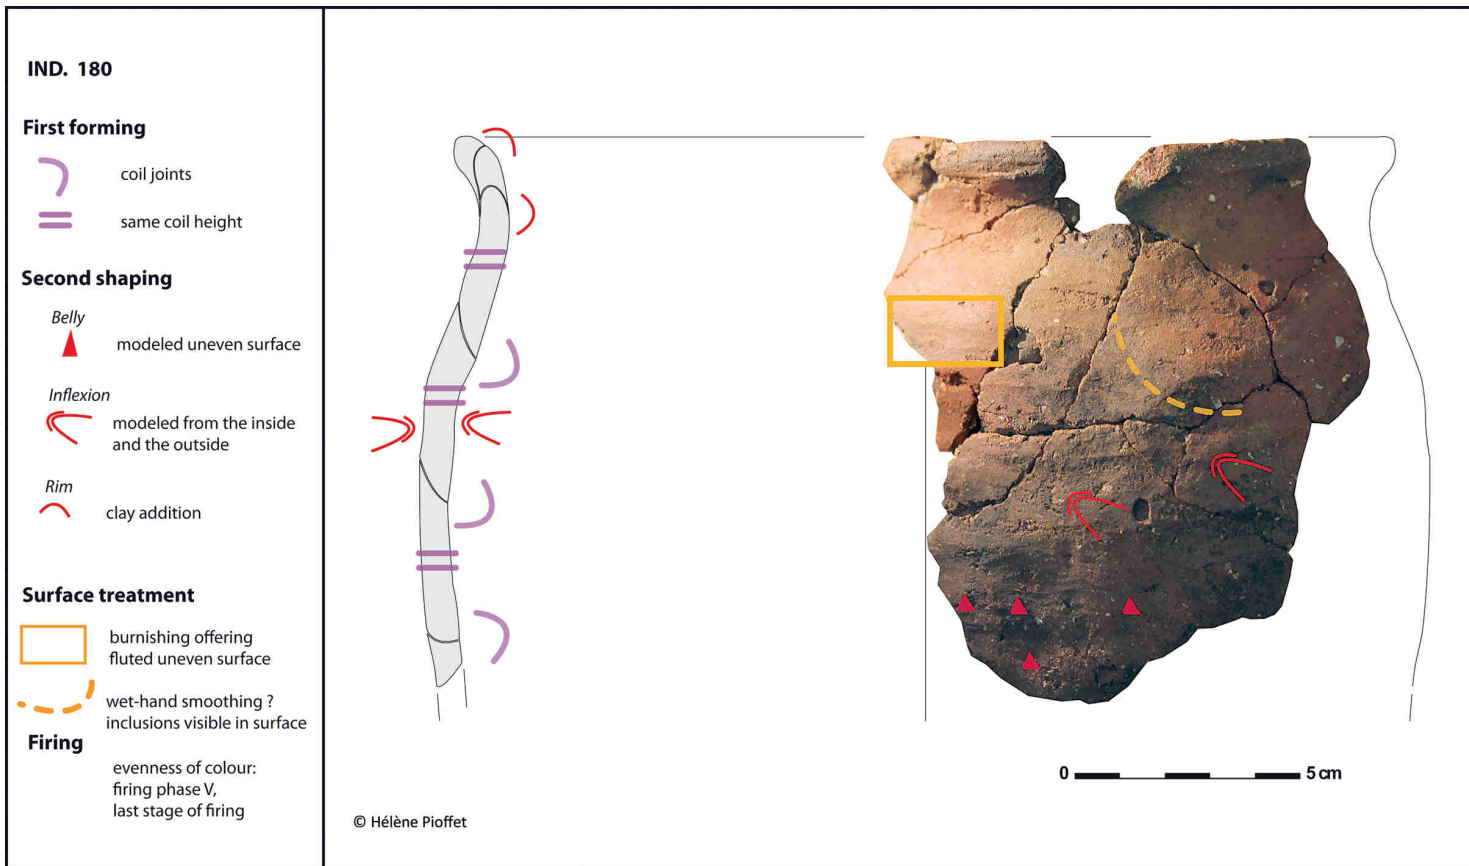 IND. 180
First forming
coil joints
same coil height
Second shaping
Belly
modeled uneven surface
Inflexion
modeled from the inside
and the outside
Rim
clay addition
Surface treatment
burnishing offering
fluted uneven surface
wet-hand smoothing ?
inclusions visible in surface
Firing
evenness of colour:
firing phase V,
last stage of firing
© Hélène Pioffet
0 5 cm